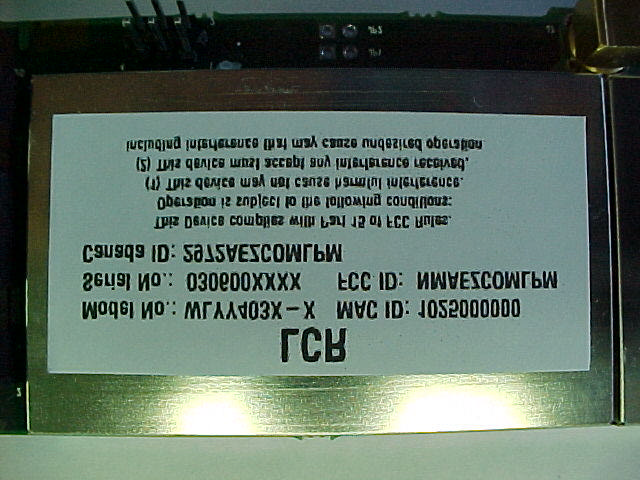 LCR
Model No.: WLYY403X-X MAC ID: 1025000000
Serial No.: 030600XXXX FCC ID: NMAEZCOMLPM
Canada ID: 2972AEZCOMLPM
This Device complies with Part 15 of FCC Rules.
Operation is subject to the following conditions:
(1) This device may not cause harmful interference.
(2) This device must accept any interference received,
including interference that may cause undesired operation
JP1
JP2